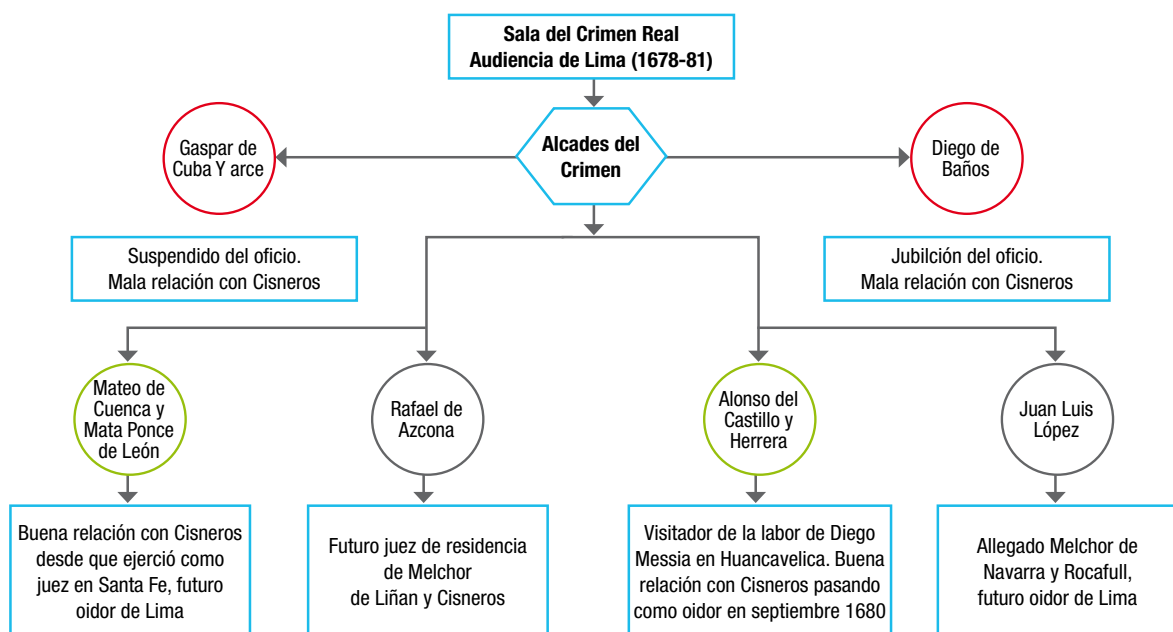 Sala del Crimen Real
Audiencia de Lima (1678-81)
Gaspar de
Cuba Y arce
Alcades del
Crimen
Diego de
Baños
Suspendido del oficio.
Mala relación con Cisneros
Jubilción del oficio.
Mala relación con Cisneros
Mateo de
Cuenca y
Mata Ponce
de León
Rafael de
Azcona
Alonso del
Castillo y
Herrera
Juan Luis
López
Buena relación con Cisneros
desde que ejerció como
juez en Santa Fe, futuro
oidor de Lima
Futuro juez de residencia
de Melchor
de Liñan y Cisneros
Visitador de la labor de Diego
Messia en Huancavelica. Buena
relación con Cisneros pasando
como oidor en septiembre 1680
Allegado Melchor de
Navarra y Rocafull,
futuro oidor de Lima